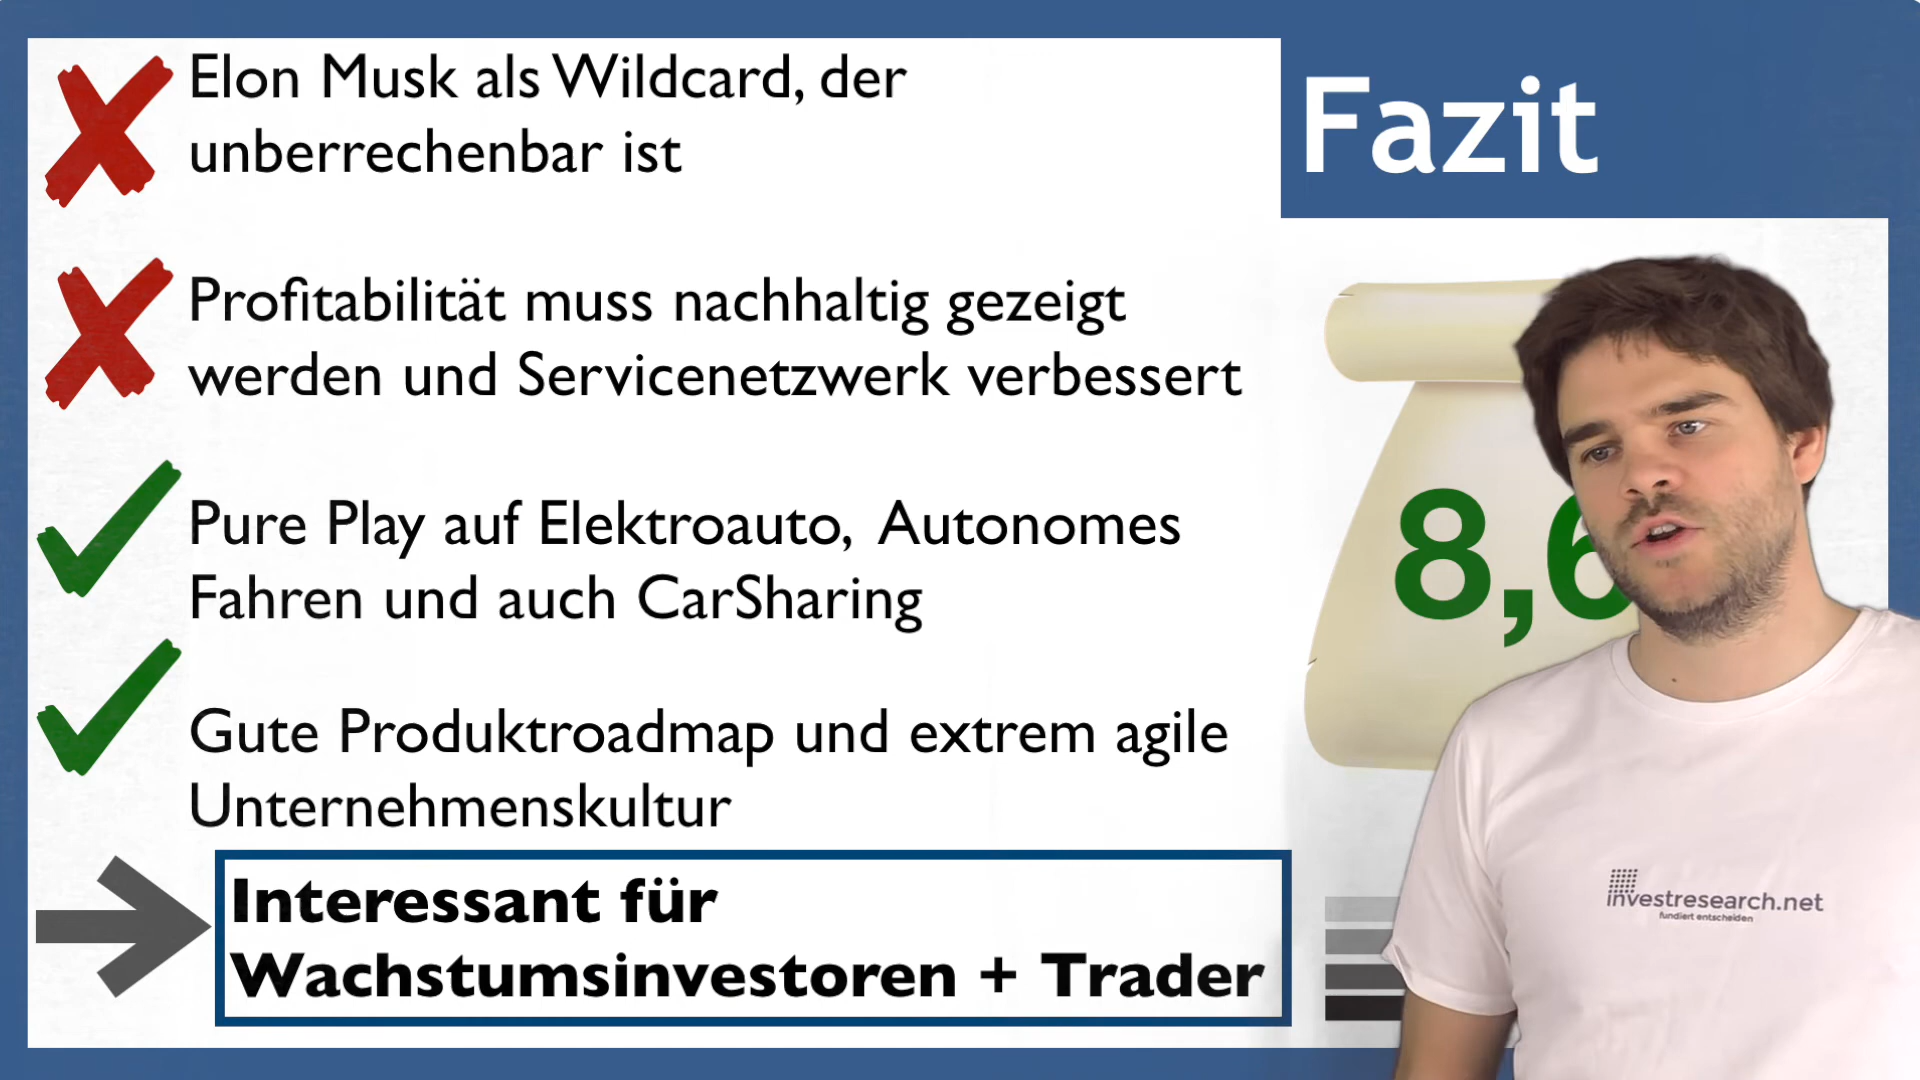 Elon Musk als Wildcard, der
unberrechenbar ist
Fazit
Profitabilität muss nachhaltig gezeigt
werden und Servicenetzwerk verbessert
Pure Play auf Elektroauto, Autonomes
Fahren und auch CarSharing
8,6
Gute Produktroadmap und extrem agile
Unternehmenskultur
Interessant für
Wachstumsinvestoren + Trader
investresearch.net
fundiert entscheiden